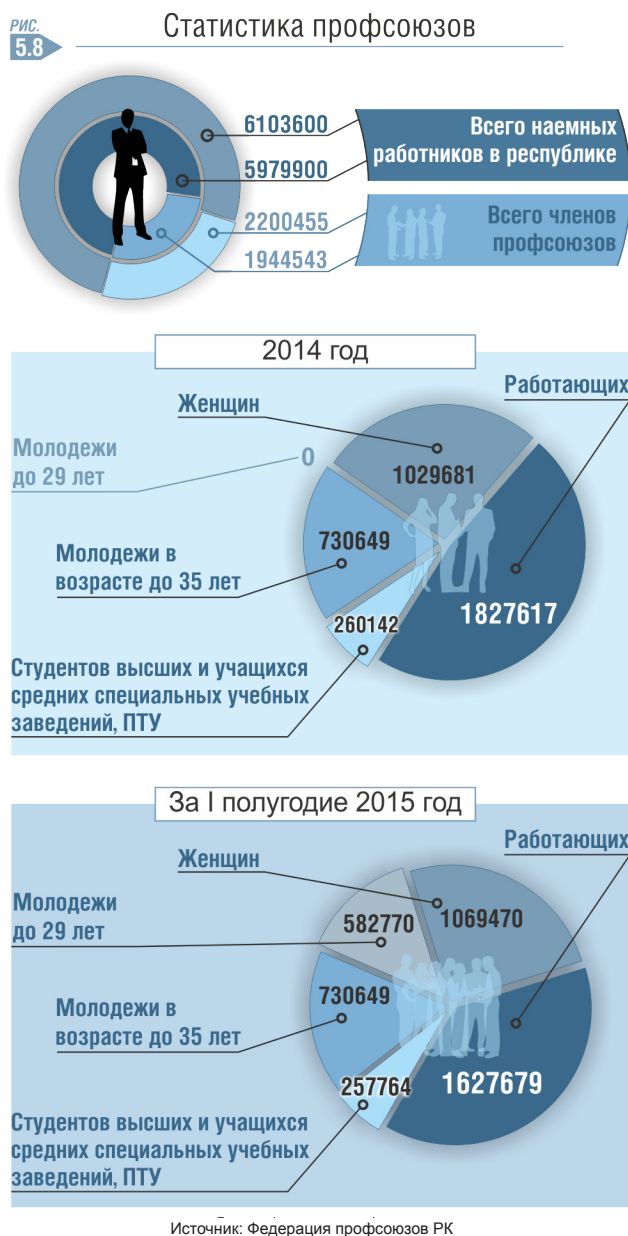 РИС.
5.8
Статистика профсоюзов
6103600
5979900
Всего наемных
работников в республике
2200455
1944543
Всего членов
профсоюзов
2014 год
Женщин
Работающих
Молодежи
до 29 лет
0
1029681
Молодежи в
возрасте до 35 лет
730649
1827617
260142
Студентов высших и учащихся
средних специальных учебных
заведений, ПТУ
За I полугодие 2015 год
Женщин
Работающих
Молодежи
до 29 лет
582770
1069470
Молодежи в
возрасте до 35 лет
730649
1627679
257764
Студентов высших и учащихся
средних специальных учебных
заведений, ПТУ
Источник: Федерация профсоюзов РК